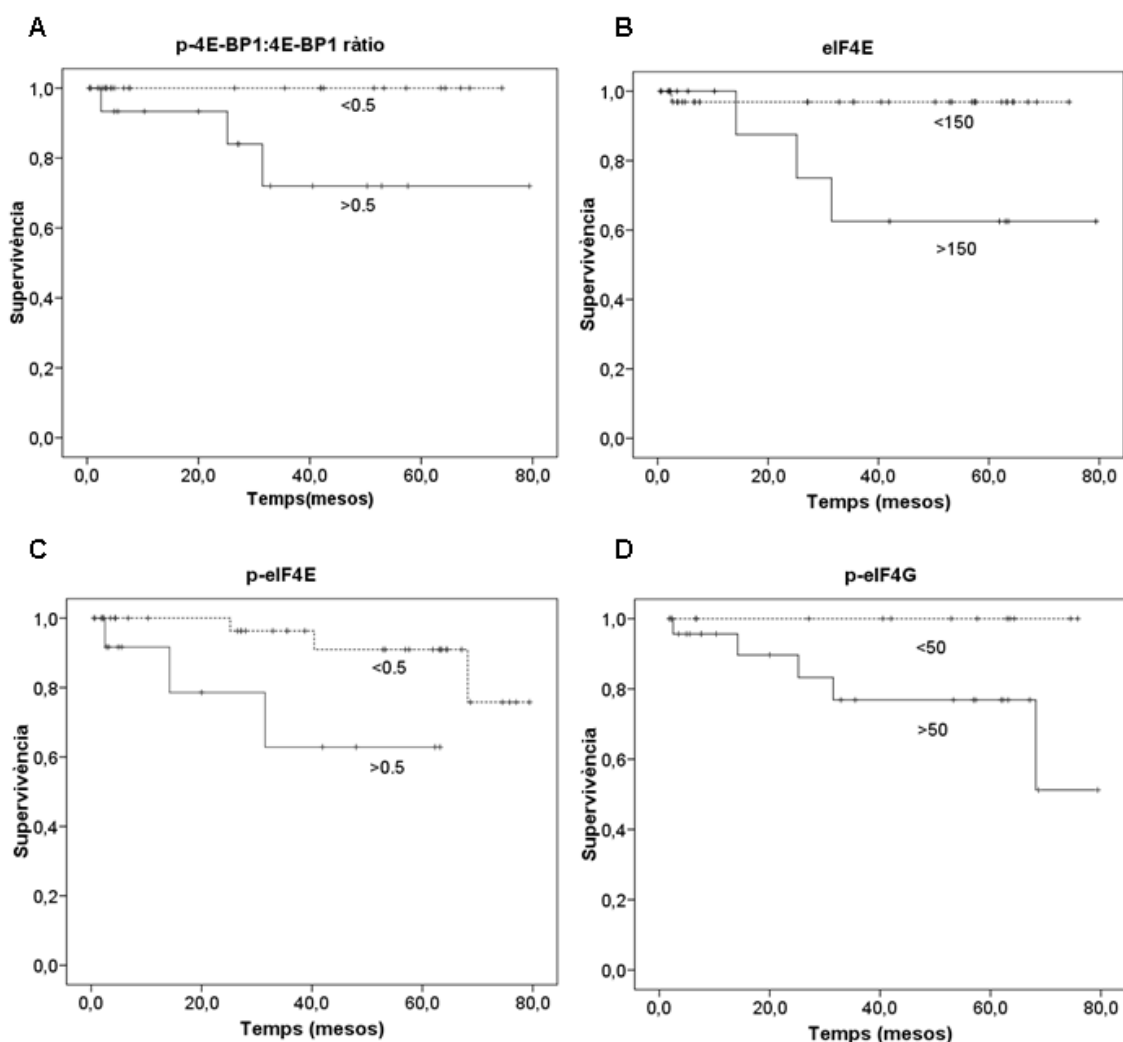 A
p-4E-BP1:4E-BP1 ràtio
1,0
0,8
0,6
0,4
0,2
0,0
Supervivència
<0.5
>0.5
0,0 20,0 40,0 60,0 80,0
Temps(mesos)
B
eIF4E
1,0
0,8
0,6
0,4
0,2
0,0
Supervivència
<150
>150
0,0 20,0 40,0 60,0 80,0
Temps (mesos)
C
p-eIF4E
1,0
0,8
0,6
0,4
0,2
0,0
Supervivència
<0.5
>0.5
0,0 20,0 40,0 60,0 80,0
Temps (mesos)
D
p-eIF4G
1,0
0,8
0,6
0,4
0,2
0,0
Supervivència
<50
>50
0,0 20,0 40,0 60,0 80,0
Temps (mesos)